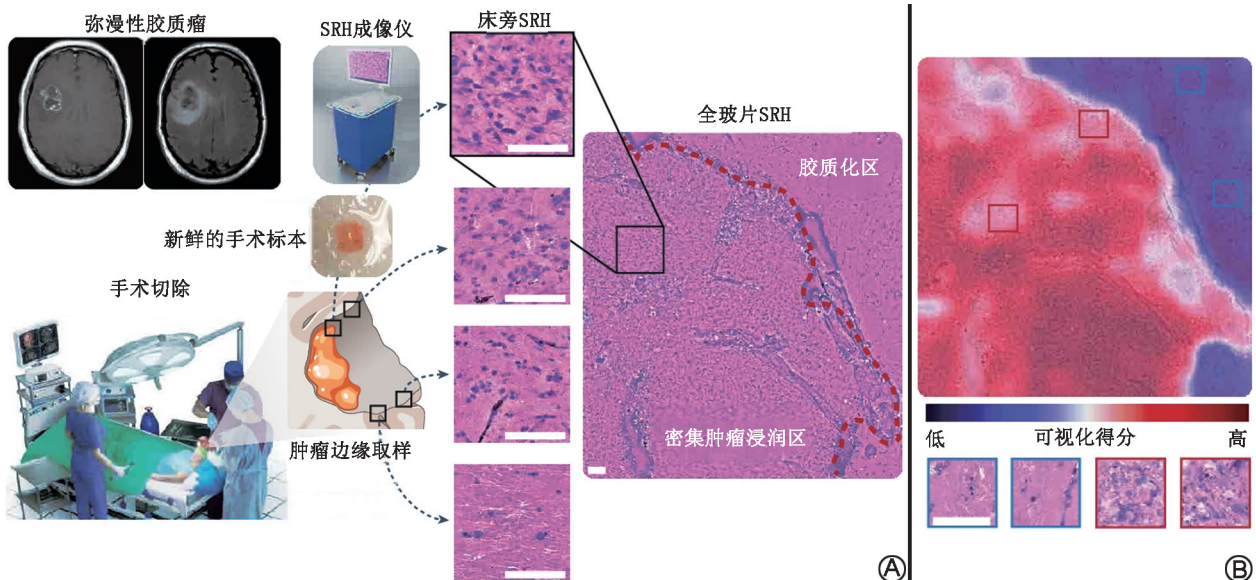 弥漫性胶质瘤
SRH成像仪
床旁SRH
全玻片SRH
胶质化区
新鲜的手术标本
手术切除
肿瘤边缘取样
密集肿瘤浸润区
A
低
可视化得分
高
B